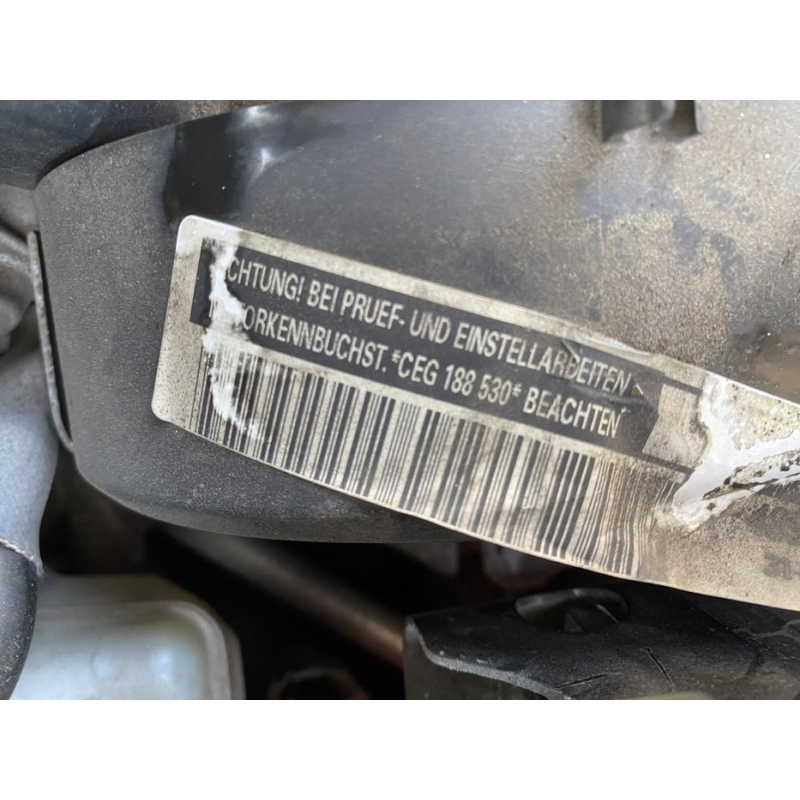 CHTUNG! BEI PRUEF- UND EINSTELLARBEITEN
ORKENNBUCHST. *CEG 188 530* BEACHTEN